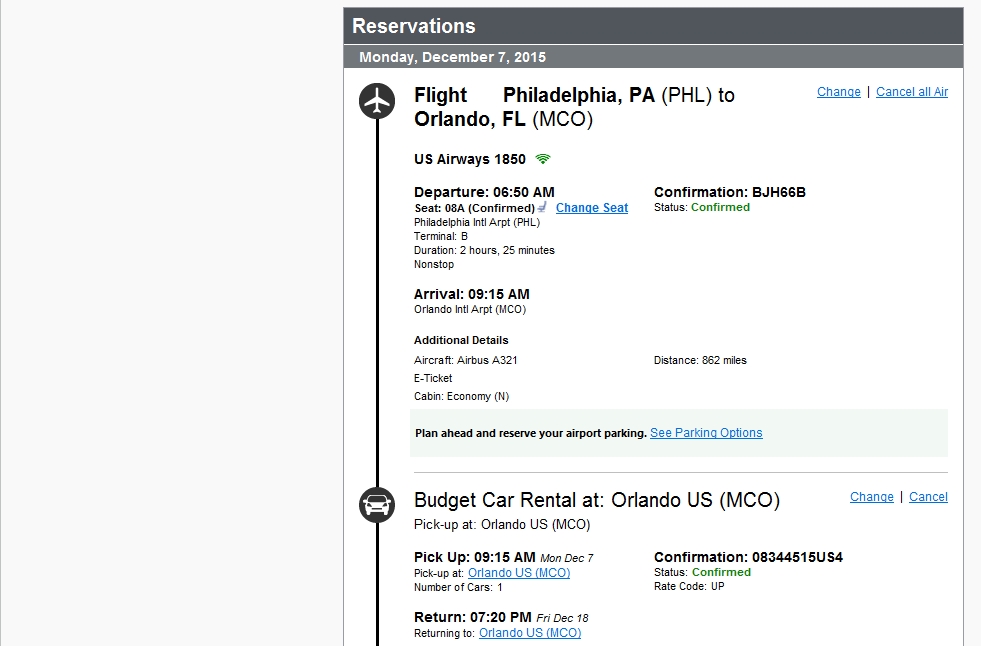 Reservations
Monday, December 7, 2015
Flight Philadelphia, PA (PHL) to
Orlando, FL (MCO)
Change | Cancel all Air
US Airways 1850
Departure: 06:50 AM
Seat: 08A (Confirmed) Change Seat
Philadelphia Intl Arpt (PHL)
Terminal: B
Duration: 2 hours, 25 minutes
Nonstop
Confirmation: BJH66B
Status: Confirmed
Arrival: 09:15 AM
Orlando Intl Arpt (MCO)
Additional Details
Aircraft: Airbus A321
Distance: 862 miles
E-Ticket
Cabin: Economy (N)
Plan ahead and reserve your airport parking. See Parking Options
Budget Car Rental at: Orlando US (MCO)
Change | Cancel
Pick-up at: Orlando US (MCO)
Pick Up: 09:15 AM Mon Dec 7
Pick-up at: Orlando US (MCO)
Number of Cars: 1
Confirmation: 08344515US4
Status: Confirmed
Rate Code: UP
Return: 07:20 PM Fri Dec 18
Returning to: Orlando US (MCO)